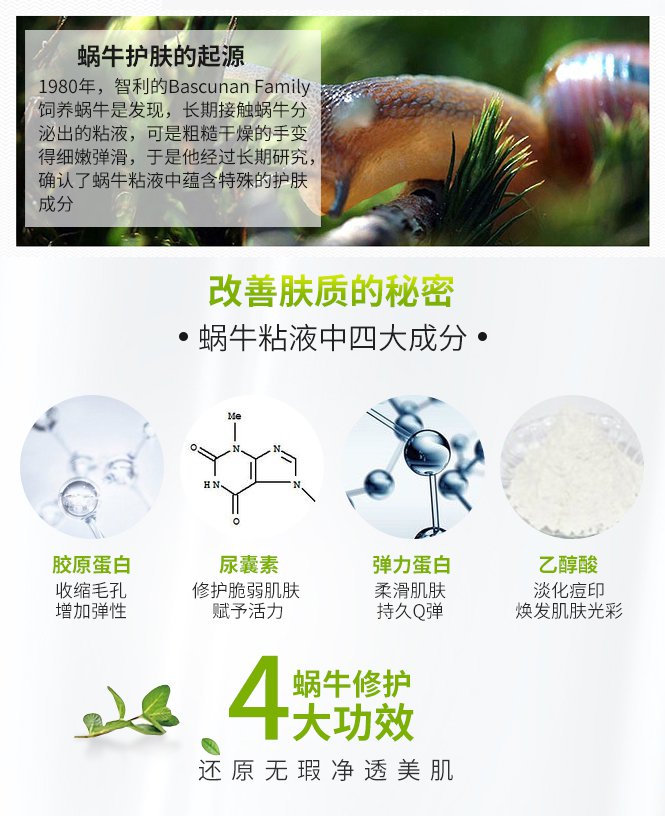 蜗牛护肤的起源
1980年，智利的Bascunan Family
饲养蜗牛是发现，长期接触蜗牛分
泌出的粘液，可是粗糙干燥的手变
得细嫩弹滑，于是他经过长期研究，
确认了蜗牛粘液中蕴含特殊的护肤
成分
改善肤质的秘密
•蜗牛粘液中四大成分•
Me
O
N
N
HN
N
O
胶原蛋白
收缩毛孔
增加弹性
尿囊素
修护脆弱肌肤
赋予活力
弹力蛋白
柔滑肌肤
持久Q弹
乙醇酸
淡化痘印
焕发肌肤光彩
4蜗牛修护
大功效
还原无瑕净透美肌